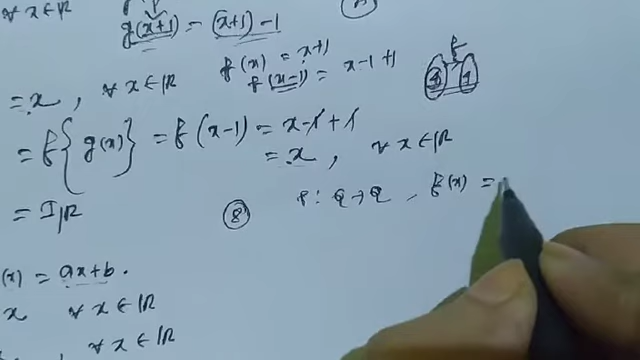 ∀ x ∈ ℝ
g(x+1) = (x+1) - 1
f(x) = x+1
= x , ∀ x ∈ ℝ
f(x-1) = x-1+1
f
= f{g(x)} = f(x-1) = x-1+1
= x , ∀ x ∈ ℝ
= Iℝ
⑧ f: Q→Q , f(x) =
(x) = ax+b.
x ∀ x ∈ ℝ
∀ x ∈ ℝ